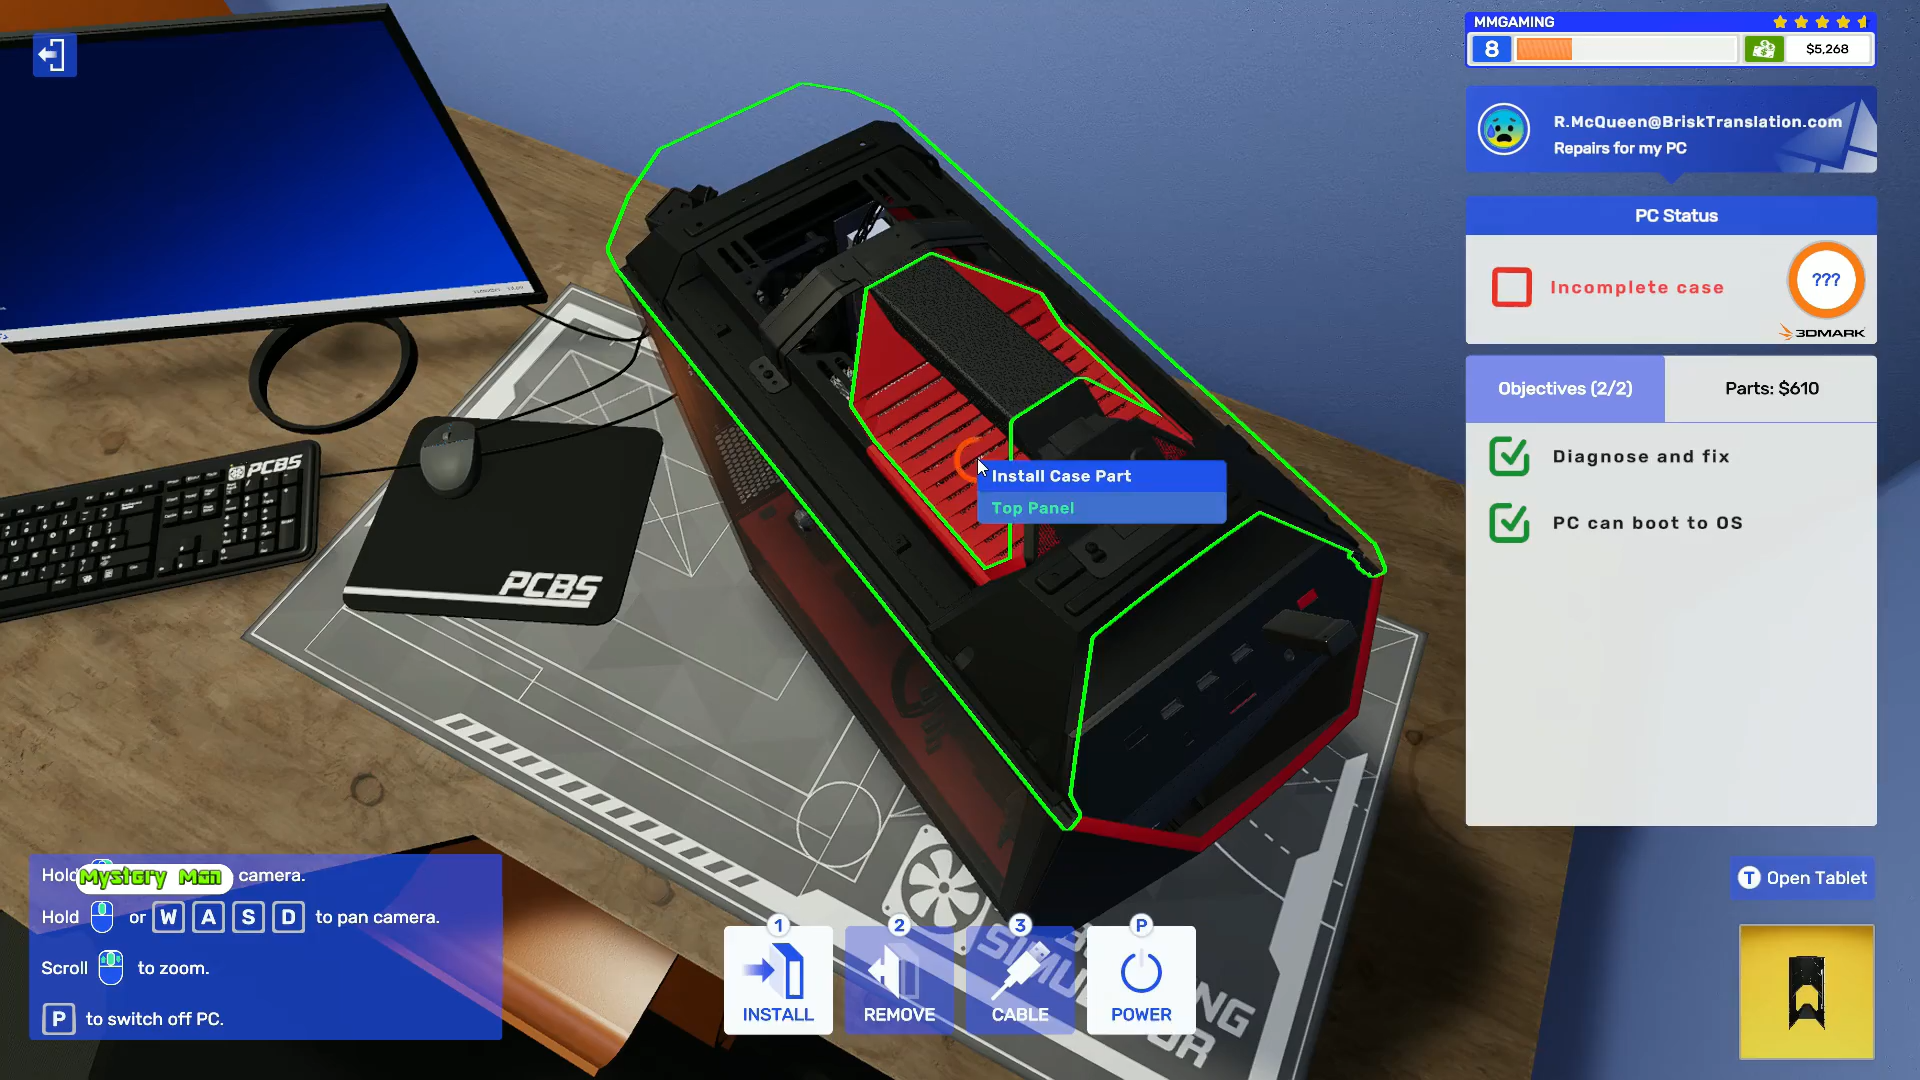 MMGAMING
8
$5,268
R.McQueen@BriskTranslation.com
Repairs for my PC
PC Status
Incomplete case
???
3DMARK
Objectives (2/2)
Parts: $610
Diagnose and fix
PC can boot to OS
Install Case Part
Top Panel
PCBS
PCBS
Hold
Mystery Man
camera.
Hold or W A S D to pan camera.
Scroll to zoom.
P to switch off PC.
1
INSTALL
2
REMOVE
3
CABLE
P
POWER
T Open Tablet